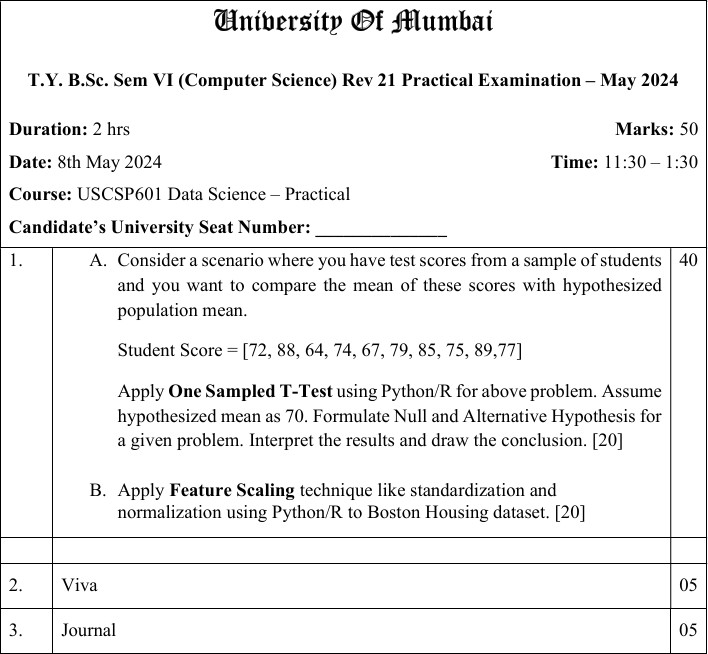 University Of Mumbai
T.Y. B.Sc. Sem VI (Computer Science) Rev 21 Practical Examination – May 2024
Duration: 2 hrs Marks: 50
Date: 8th May 2024 Time: 11:30 – 1:30
Course: USCSP601 Data Science – Practical
Candidate's University Seat Number: ______________
1. A. Consider a scenario where you have test scores from a sample of students 40
and you want to compare the mean of these scores with hypothesized
population mean.
Student Score = [72, 88, 64, 74, 67, 79, 85, 75, 89,77]
Apply One Sampled T-Test using Python/R for above problem. Assume
hypothesized mean as 70. Formulate Null and Alternative Hypothesis for
a given problem. Interpret the results and draw the conclusion. [20]
B. Apply Feature Scaling technique like standardization and
normalization using Python/R to Boston Housing dataset. [20]
2. Viva 05
3. Journal 05